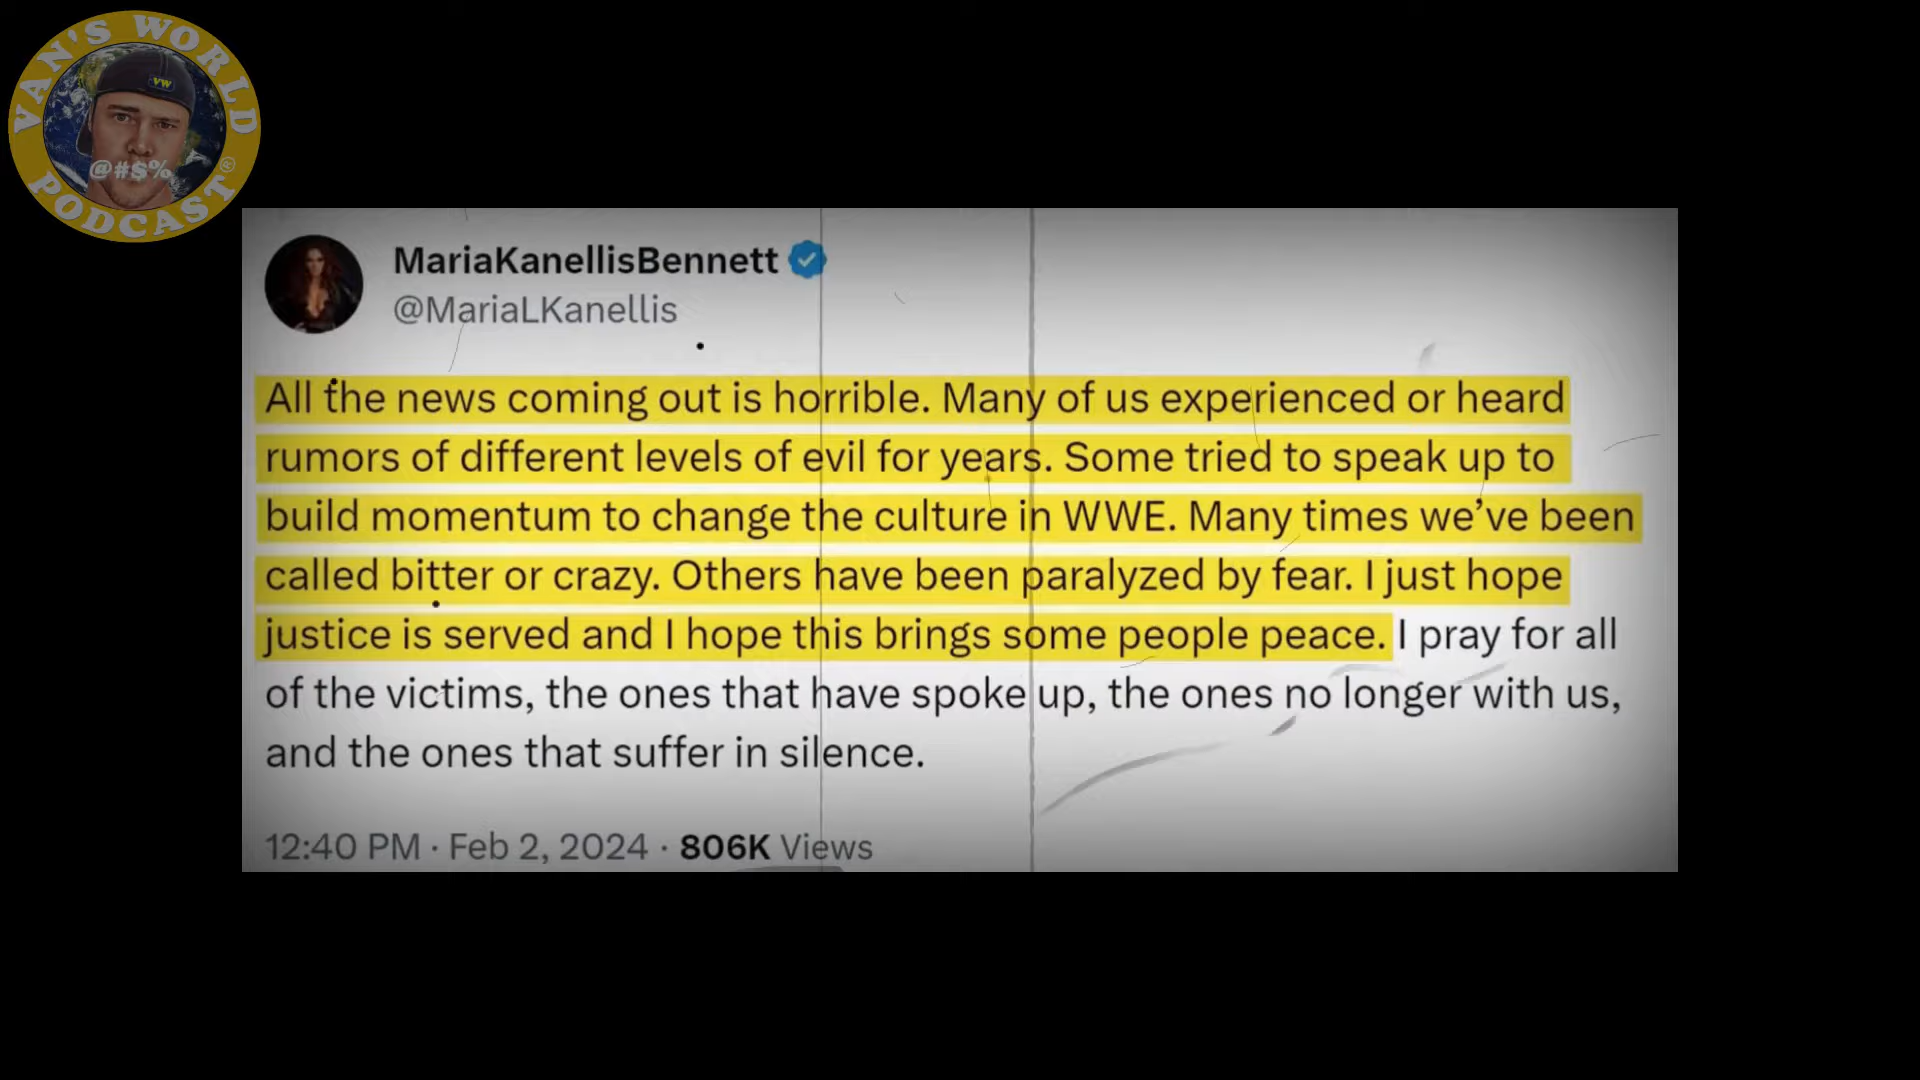 VAN'S WORLD
VW
@#$%
PODCAST®
MariaKanellisBennett
@MariaLKanellis
All the news coming out is horrible. Many of us experienced or heard
rumors of different levels of evil for years. Some tried to speak up to
build momentum to change the culture in WWE. Many times we’ve been
called bitter or crazy. Others have been paralyzed by fear. I just hope
justice is served and I hope this brings some people peace. I pray for all
of the victims, the ones that have spoke up, the ones no longer with us,
and the ones that suffer in silence.
12:40 PM · Feb 2, 2024 · 806K Views